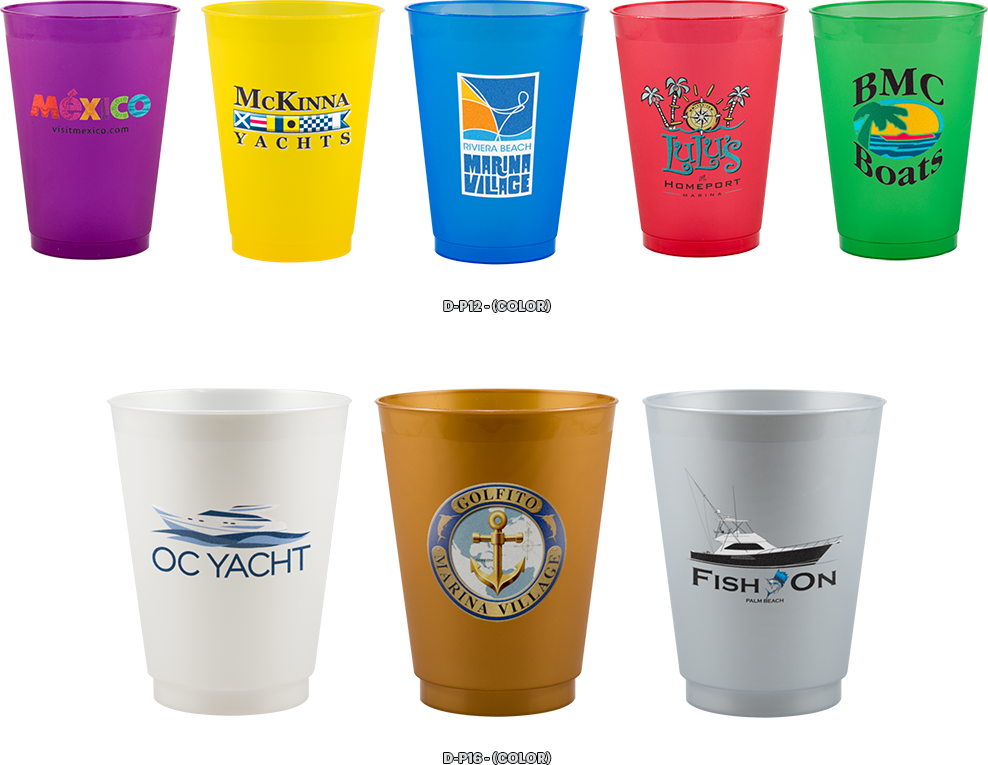 MéXICO
visitmexico.com
McKINNA
YACHTS
RIVIERA BEACH
MARINA
VILLAGE
LuLu's
HOMEPORT
MARINA
BMC
Boats
D-P12 - (COLOR)
OC YACHT
GOLFITO
MARINA VILLAGE
FISH ON
PALM BEACH
D-P16 - (COLOR)